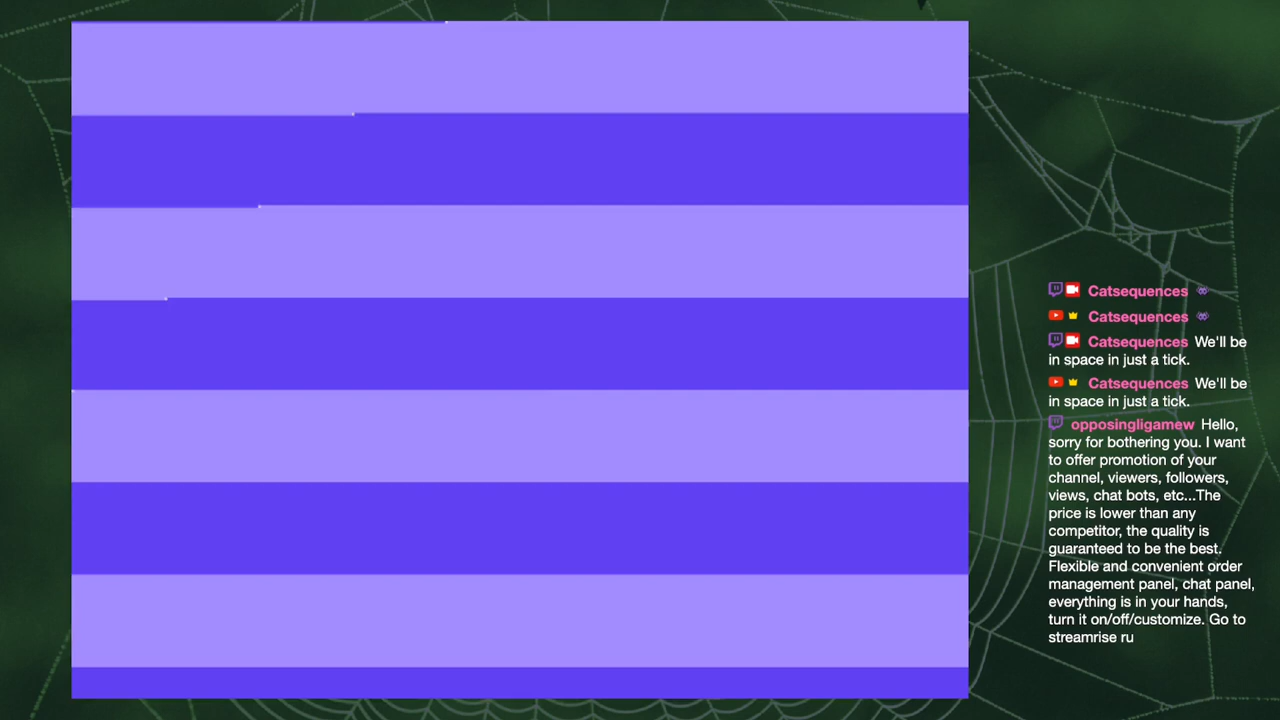 Catsequences
Catsequences
Catsequences We'll be
in space in just a tick.
Catsequences We'll be
in space in just a tick.
opposingligamew Hello,
sorry for bothering you. I want
to offer promotion of your
channel, viewers, followers,
views, chat bots, etc...The
price is lower than any
competitor, the quality is
guaranteed to be the best.
Flexible and convenient order
management panel, chat panel,
everything is in your hands,
turn it on/off/customize. Go to
streamrise ru